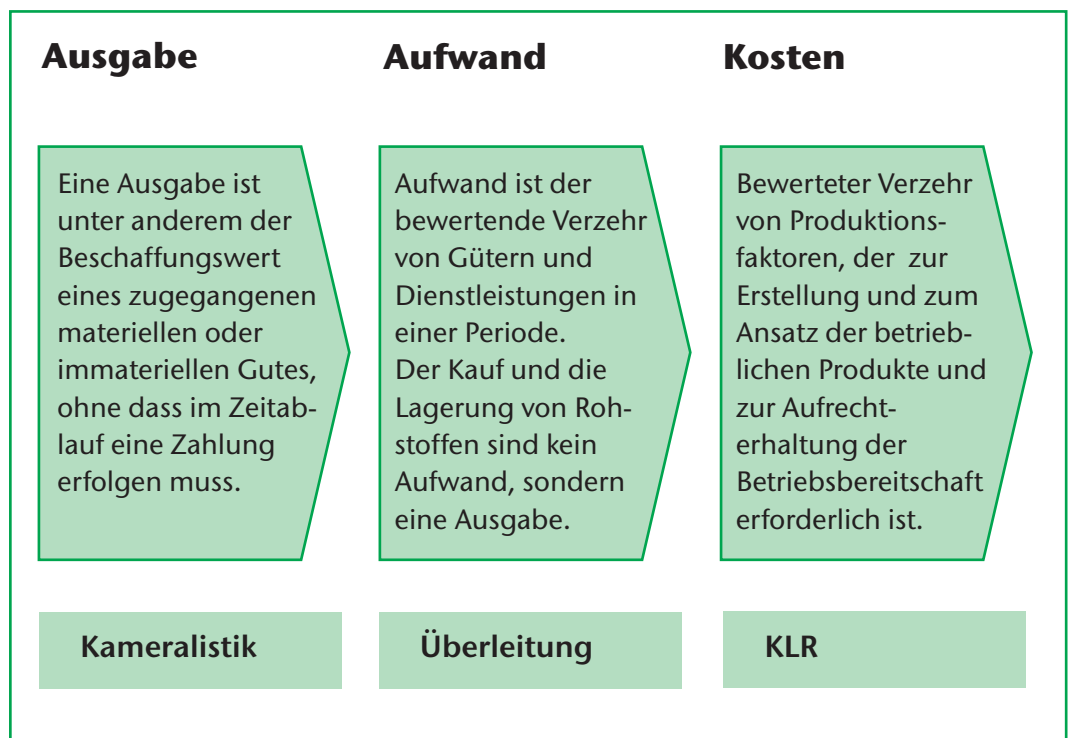 Ausgabe
Eine Ausgabe ist
unter anderem der
Beschaffungswert
eines zugegangenen
materiellen oder
immateriellen Gutes,
ohne dass im Zeitab-
lauf eine Zahlung
erfolgen muss.
Kameralistik
Aufwand
Aufwand ist der
bewertende Verzehr
von Gütern und
Dienstleistungen in
einer Periode.
Der Kauf und die
Lagerung von Roh-
stoffen sind kein
Aufwand, sondern
eine Ausgabe.
Überleitung
Kosten
Bewerteter Verzehr
von Produktions-
faktoren, der zur
Erstellung und zum
Ansatz der betrieb-
lichen Produkte und
zur Aufrecht-
erhaltung der
Betriebsbereitschaft
erforderlich ist.
KLR